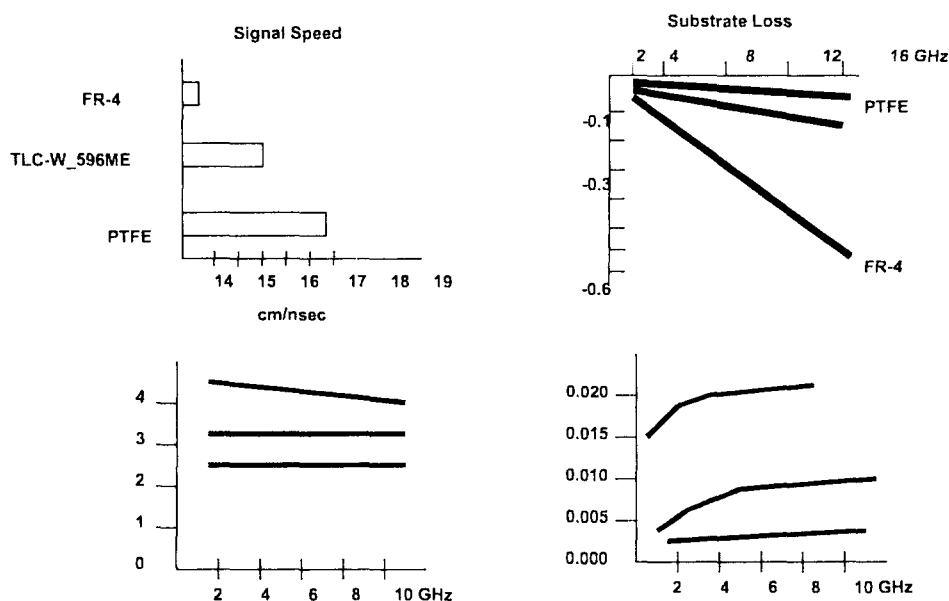 Signal Speed
FR-4
TLC-W_596ME
PTFE
14 15 16 17 18 19
cm/nsec
Substrate Loss
2 4 8 12 16 GHz
-0.1
-0.3
-0.6
PTFE
FR-4
4
3
2
1
0
2 4 6 8 10 GHz
0.020
0.015
0.010
0.005
0.000
2 4 6 8 10 GHz